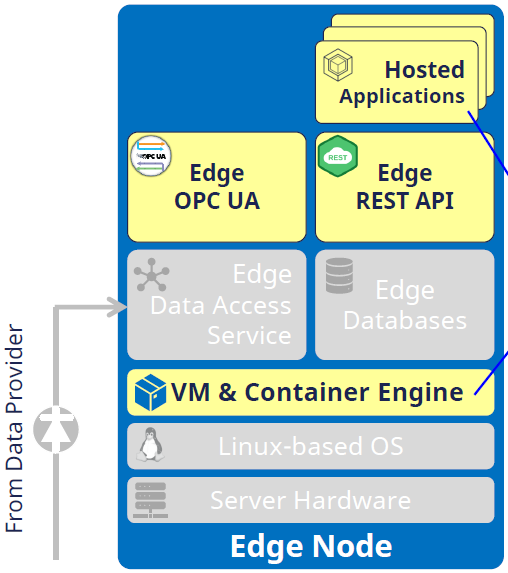 Hosted
Applications
OPC UA
Edge
OPC UA
REST
Edge
REST API
Edge
Data Access
Service
Edge
Databases
VM & Container Engine
Linux-based OS
Server Hardware
Edge Node
From Data Provider